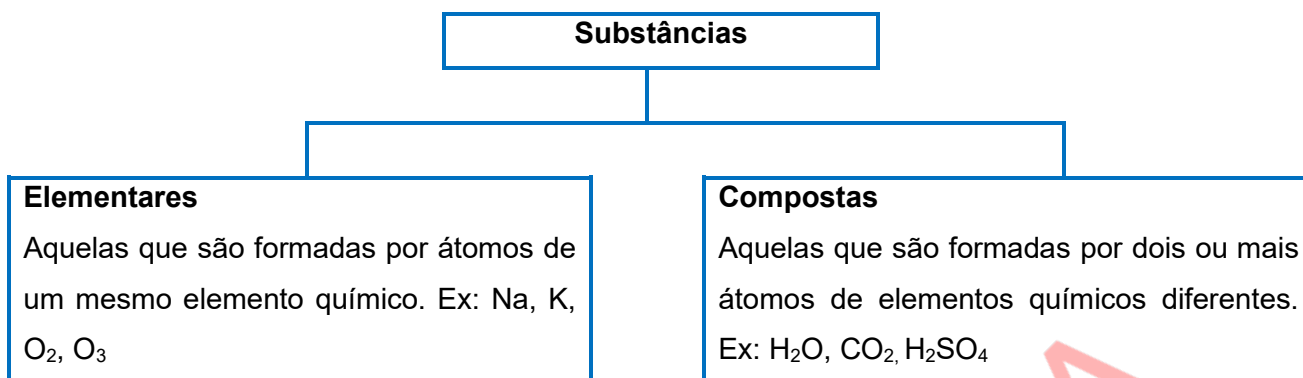 Substâncias
Elementares
Aquelas que são formadas por átomos de
um mesmo elemento químico. Ex: Na, K,
O₂, O₃
Compostas
Aquelas que são formadas por dois ou mais
átomos de elementos químicos diferentes.
Ex: H₂O, CO₂, H₂SO₄